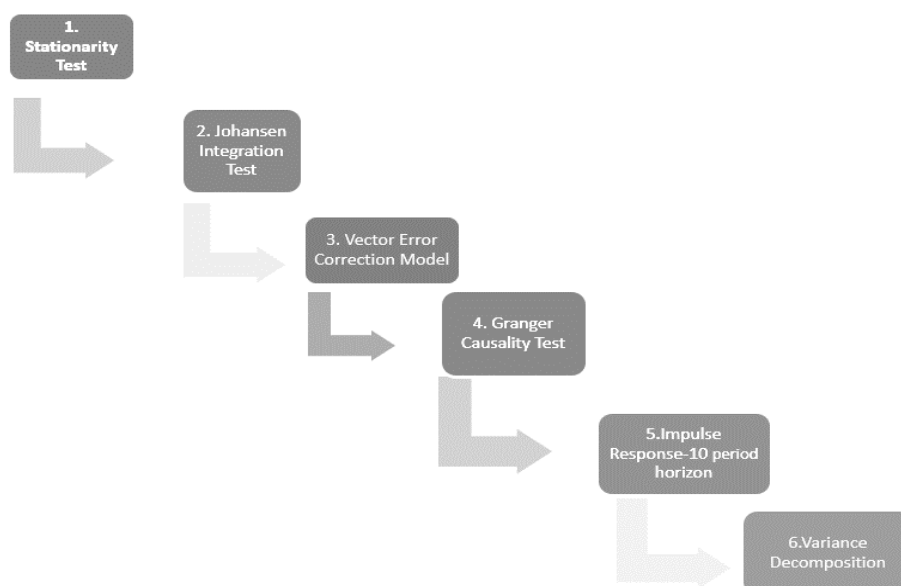 1.
Stationarity
Test
2. Johansen
Integration
Test
3. Vector Error
Correction Model
4. Granger
Causality Test
5.Impulse
Response-10 period
horizon
6.Variance
Decomposition